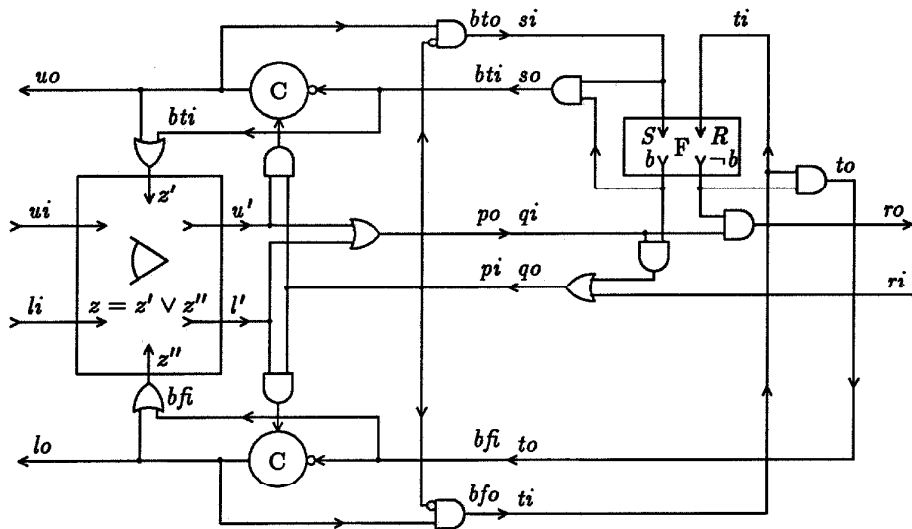 bto si
ti
uo
C
bti so
bti
S F R
b ¬b
to
z'
ui
u'
po qi
ro
pi qo
li
z = z' ∨ z''
l'
ri
z''
bfi
lo
C
bfi to
bfo ti